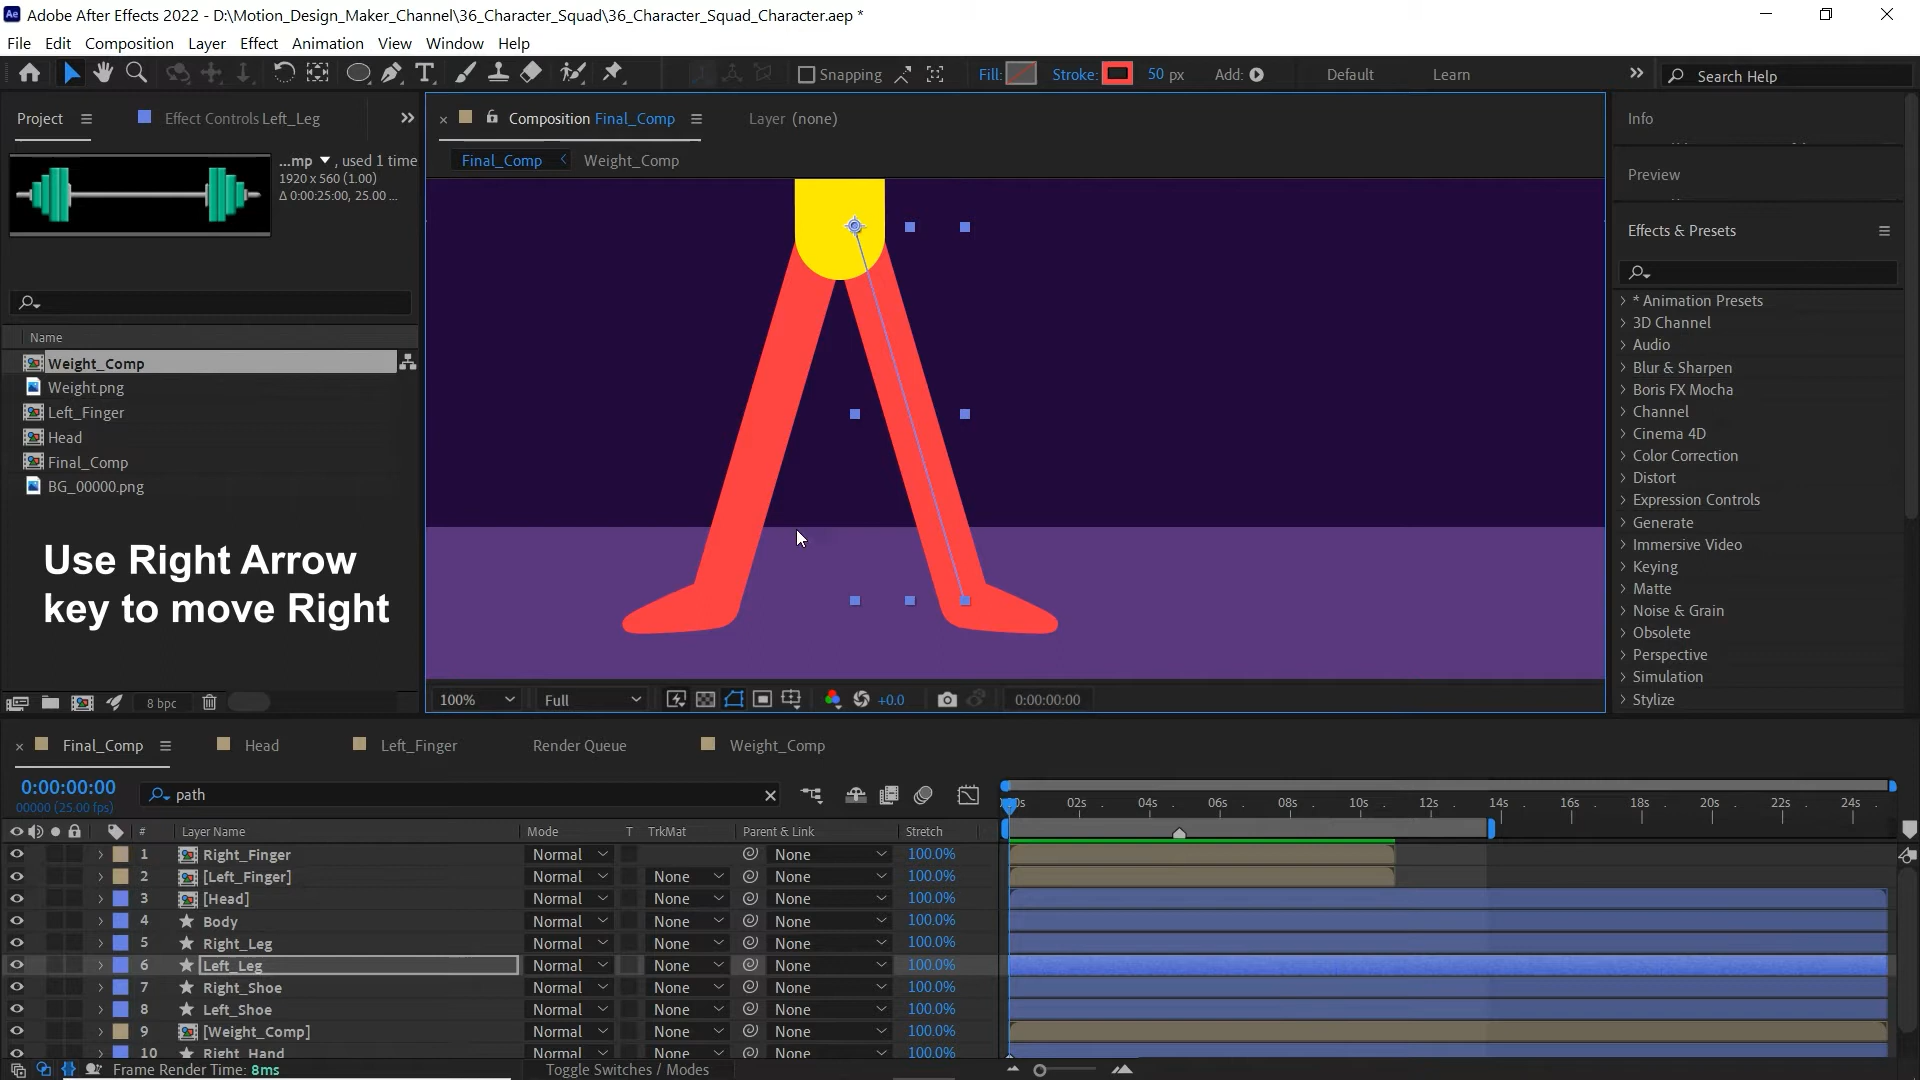 Adobe After Effects 2022 - D:\Motion_Design_Maker_Channel\36_Character_Squad\36_Character_Squad_Character.aep *
File Edit Composition Layer Effect Animation View Window Help
Snapping Fill: Stroke: 50 px Add: Default Learn Search Help
Project Effect Controls Left_Leg
...mp , used 1 time
1920 x 560 (1.00)
Δ 0:00:25:00, 25.00 ...
Name
Weight_Comp
Weight.png
Left_Finger
Head
Final_Comp
BG_00000.png
Use Right Arrow
key to move Right
8 bpc
Composition Final_Comp Layer (none)
Final_Comp Weight_Comp
100% Full +0.0 0:00:00:00
Info
Preview
Effects & Presets
* Animation Presets
3D Channel
Audio
Blur & Sharpen
Boris FX Mocha
Channel
Cinema 4D
Color Correction
Distort
Expression Controls
Generate
Immersive Video
Keying
Matte
Noise & Grain
Obsolete
Perspective
Simulation
Stylize
Final_Comp Head Left_Finger Render Queue Weight_Comp
0:00:00:00
00000 (25.00 fps)
path
02s 04s 06s 08s 10s 12s 14s 16s 18s 20s 22s 24s
# Layer Name Mode T TrkMat Parent & Link Stretch
1 Right_Finger Normal None 100.0%
2 [Left_Finger] Normal None None 100.0%
3 [Head] Normal None None 100.0%
4 Body Normal None None 100.0%
5 Right_Leg Normal None None 100.0%
6 Left_Leg Normal None None 100.0%
7 Right_Shoe Normal None None 100.0%
8 Left_Shoe Normal None None 100.0%
9 [Weight_Comp] Normal None None 100.0%
10 Right_Hand Normal None None 100.0%
Frame Render Time: 8ms Toggle Switches / Modes